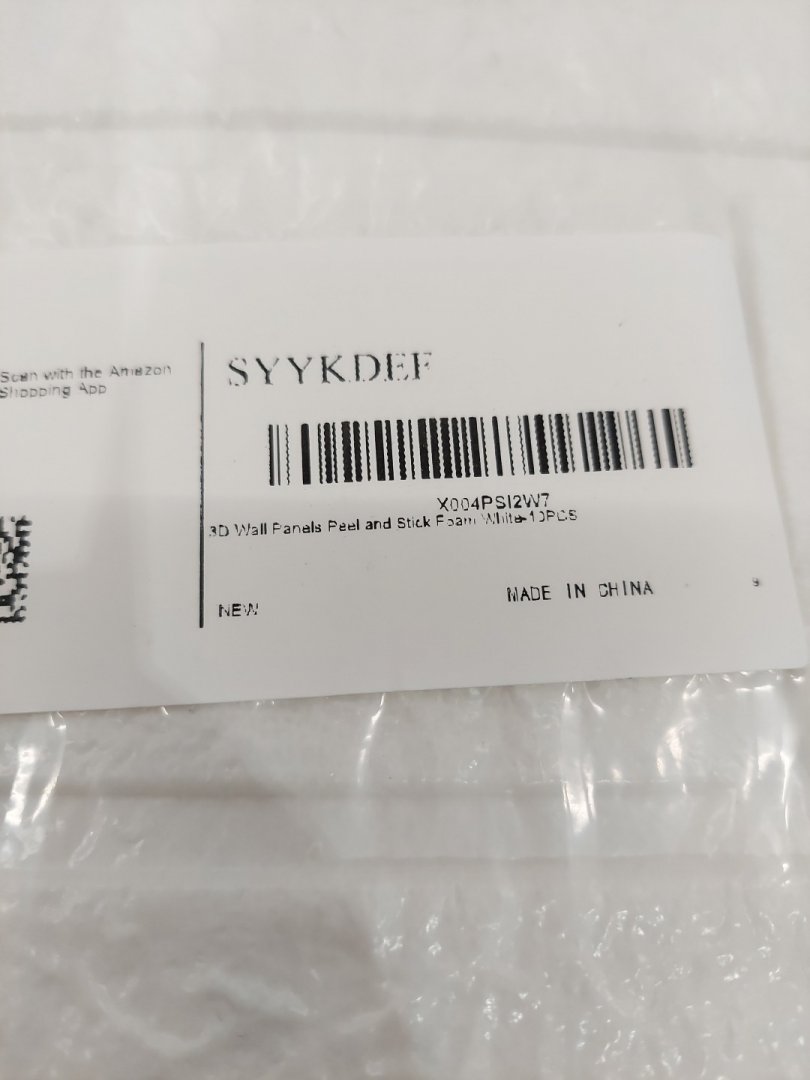 Scan with the Amazon
Shopping App
SYYKDEF
X004PSI2W7
3D Wall Panels Peel and Stick Foam White-10PCS
NEW
MADE IN CHINA
9